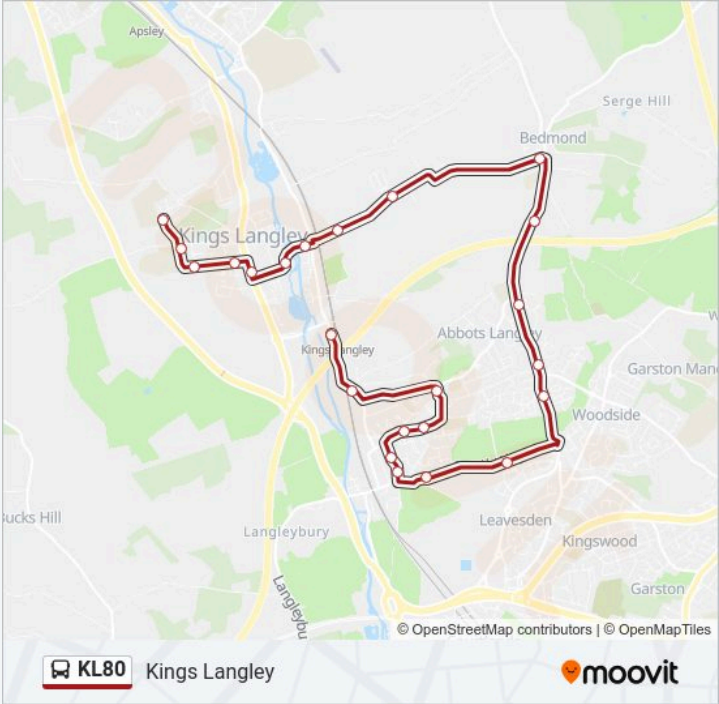 Apsley
Serge Hill
Bedmond
Kings Langley
Kings Langley
Abbots Langley
Garston Man
Woodside
Bucks Hill
Langleybury
Leavesden
Kingswood
Langleybu
Garston
© OpenStreetMap contributors | © OpenMapTiles
KL80 Kings Langley
moovit